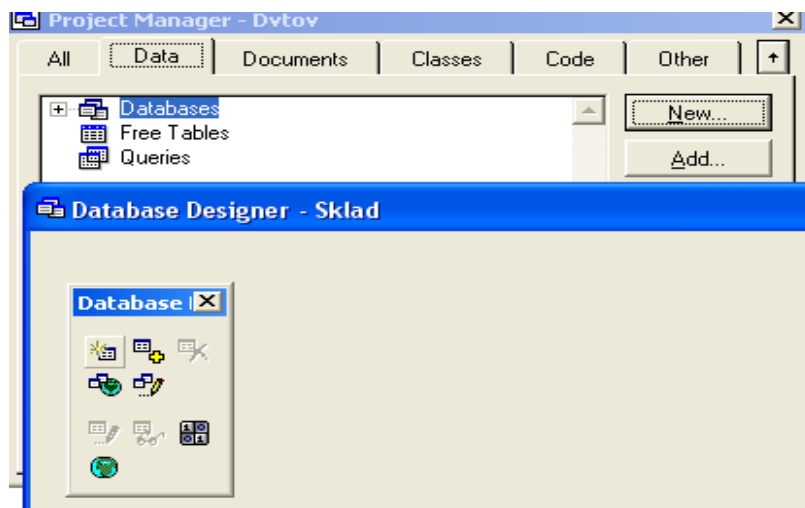 Project Manager - Dvtov
All Data Documents Classes Code Other
Databases
New...
Free Tables
Queries
Add...
Database Designer - Sklad
Database